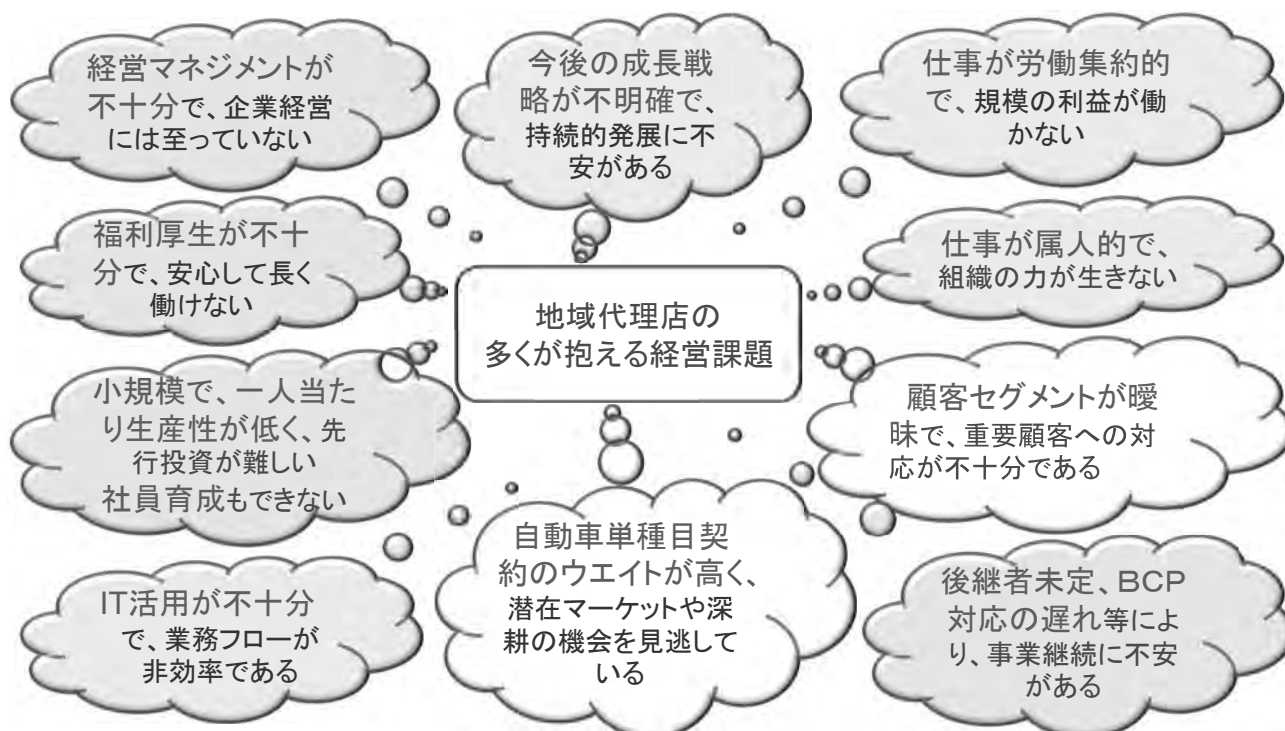 経営マネジメントが
不十分で、企業経営
には至っていない
今後の成長戦
略が不明確で、
持続的発展に不
安がある
仕事が労働集約的
で、規模の利益が働
かない
福利厚生が不十
分で、安心して長く
働けない
仕事が属人的で、
組織の力が生きない
地域代理店の
多くが抱える経営課題
小規模で、一人当た
り生産性が低く、先
行投資が難しい
社員育成もできない
顧客セグメントが曖
昧で、重要顧客への対
応が不十分である
自動車単種目契
約のウエイトが高く、
潜在マーケットや深
耕の機会を見逃して
いる
IT活用が不十分
で、業務フローが
非効率である
後継者未定、BCP
対応の遅れ等によ
り、事業継続に不安
がある